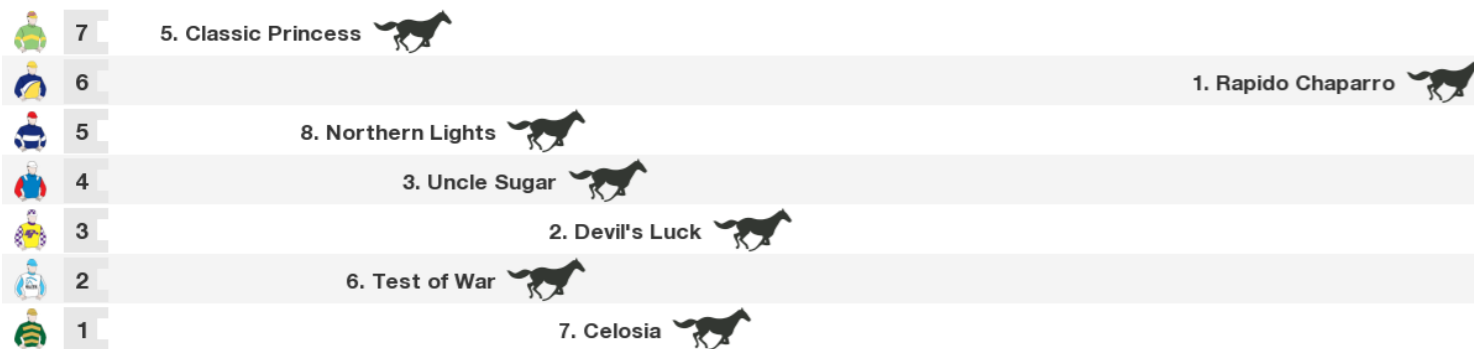 7 5. Classic Princess
6 1. Rapido Chaparro
5 8. Northern Lights
4 3. Uncle Sugar
3 2. Devil's Luck
2 6. Test of War
1 7. Celosia